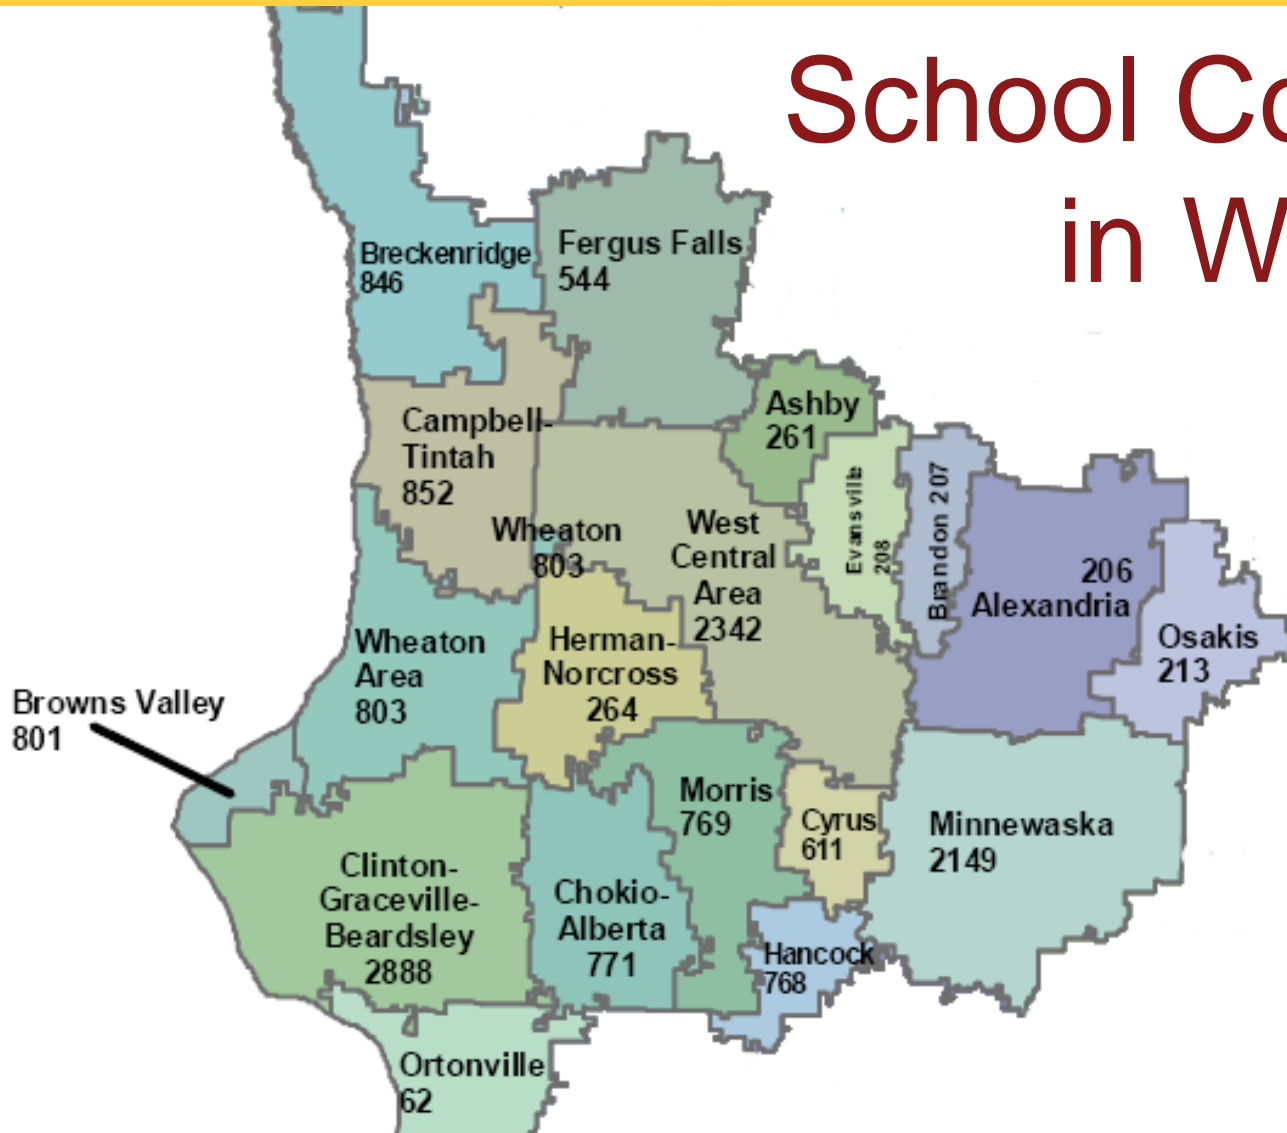 School Co
in W
Breckenridge
846
Fergus Falls
544
Campbell-
Tintah
852
Ashby
261
Evansville
208
Brandon 207
Wheaton
803
West
Central
Area
2342
206
Alexandria
Osakis
213
Wheaton
Area
803
Herman-
Norcross
264
Browns Valley
801
Morris
769
Cyrus
611
Minnewaska
2149
Clinton-
Graceville-
Beardsley
2888
Chokio-
Alberta
771
Hancock
768
Ortonville
62